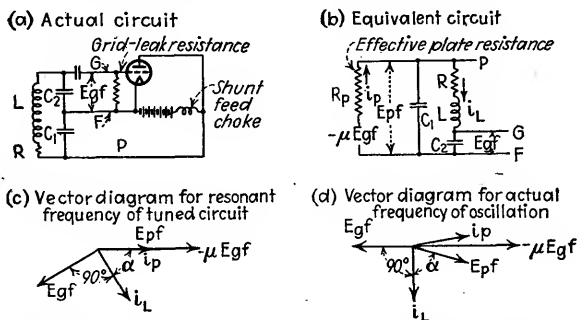 (a) Actual circuit
Grid-leak resistance
G
L
C2
Egf
Shunt
feed
choke
F
C1
R
P
(b) Equivalent circuit
Effective plate resistance
P
Rp
ip
Epf
R
iL
L
C1
-μEgf
G
C2
Egf
F
(c) Vector diagram for resonant
frequency of tuned circuit
Epf
α
ip
-μEgf
90°
Egf
iL
(d) Vector diagram for actual
frequency of oscillation
Egf
ip
-μEgf
90°
α
Epf
iL